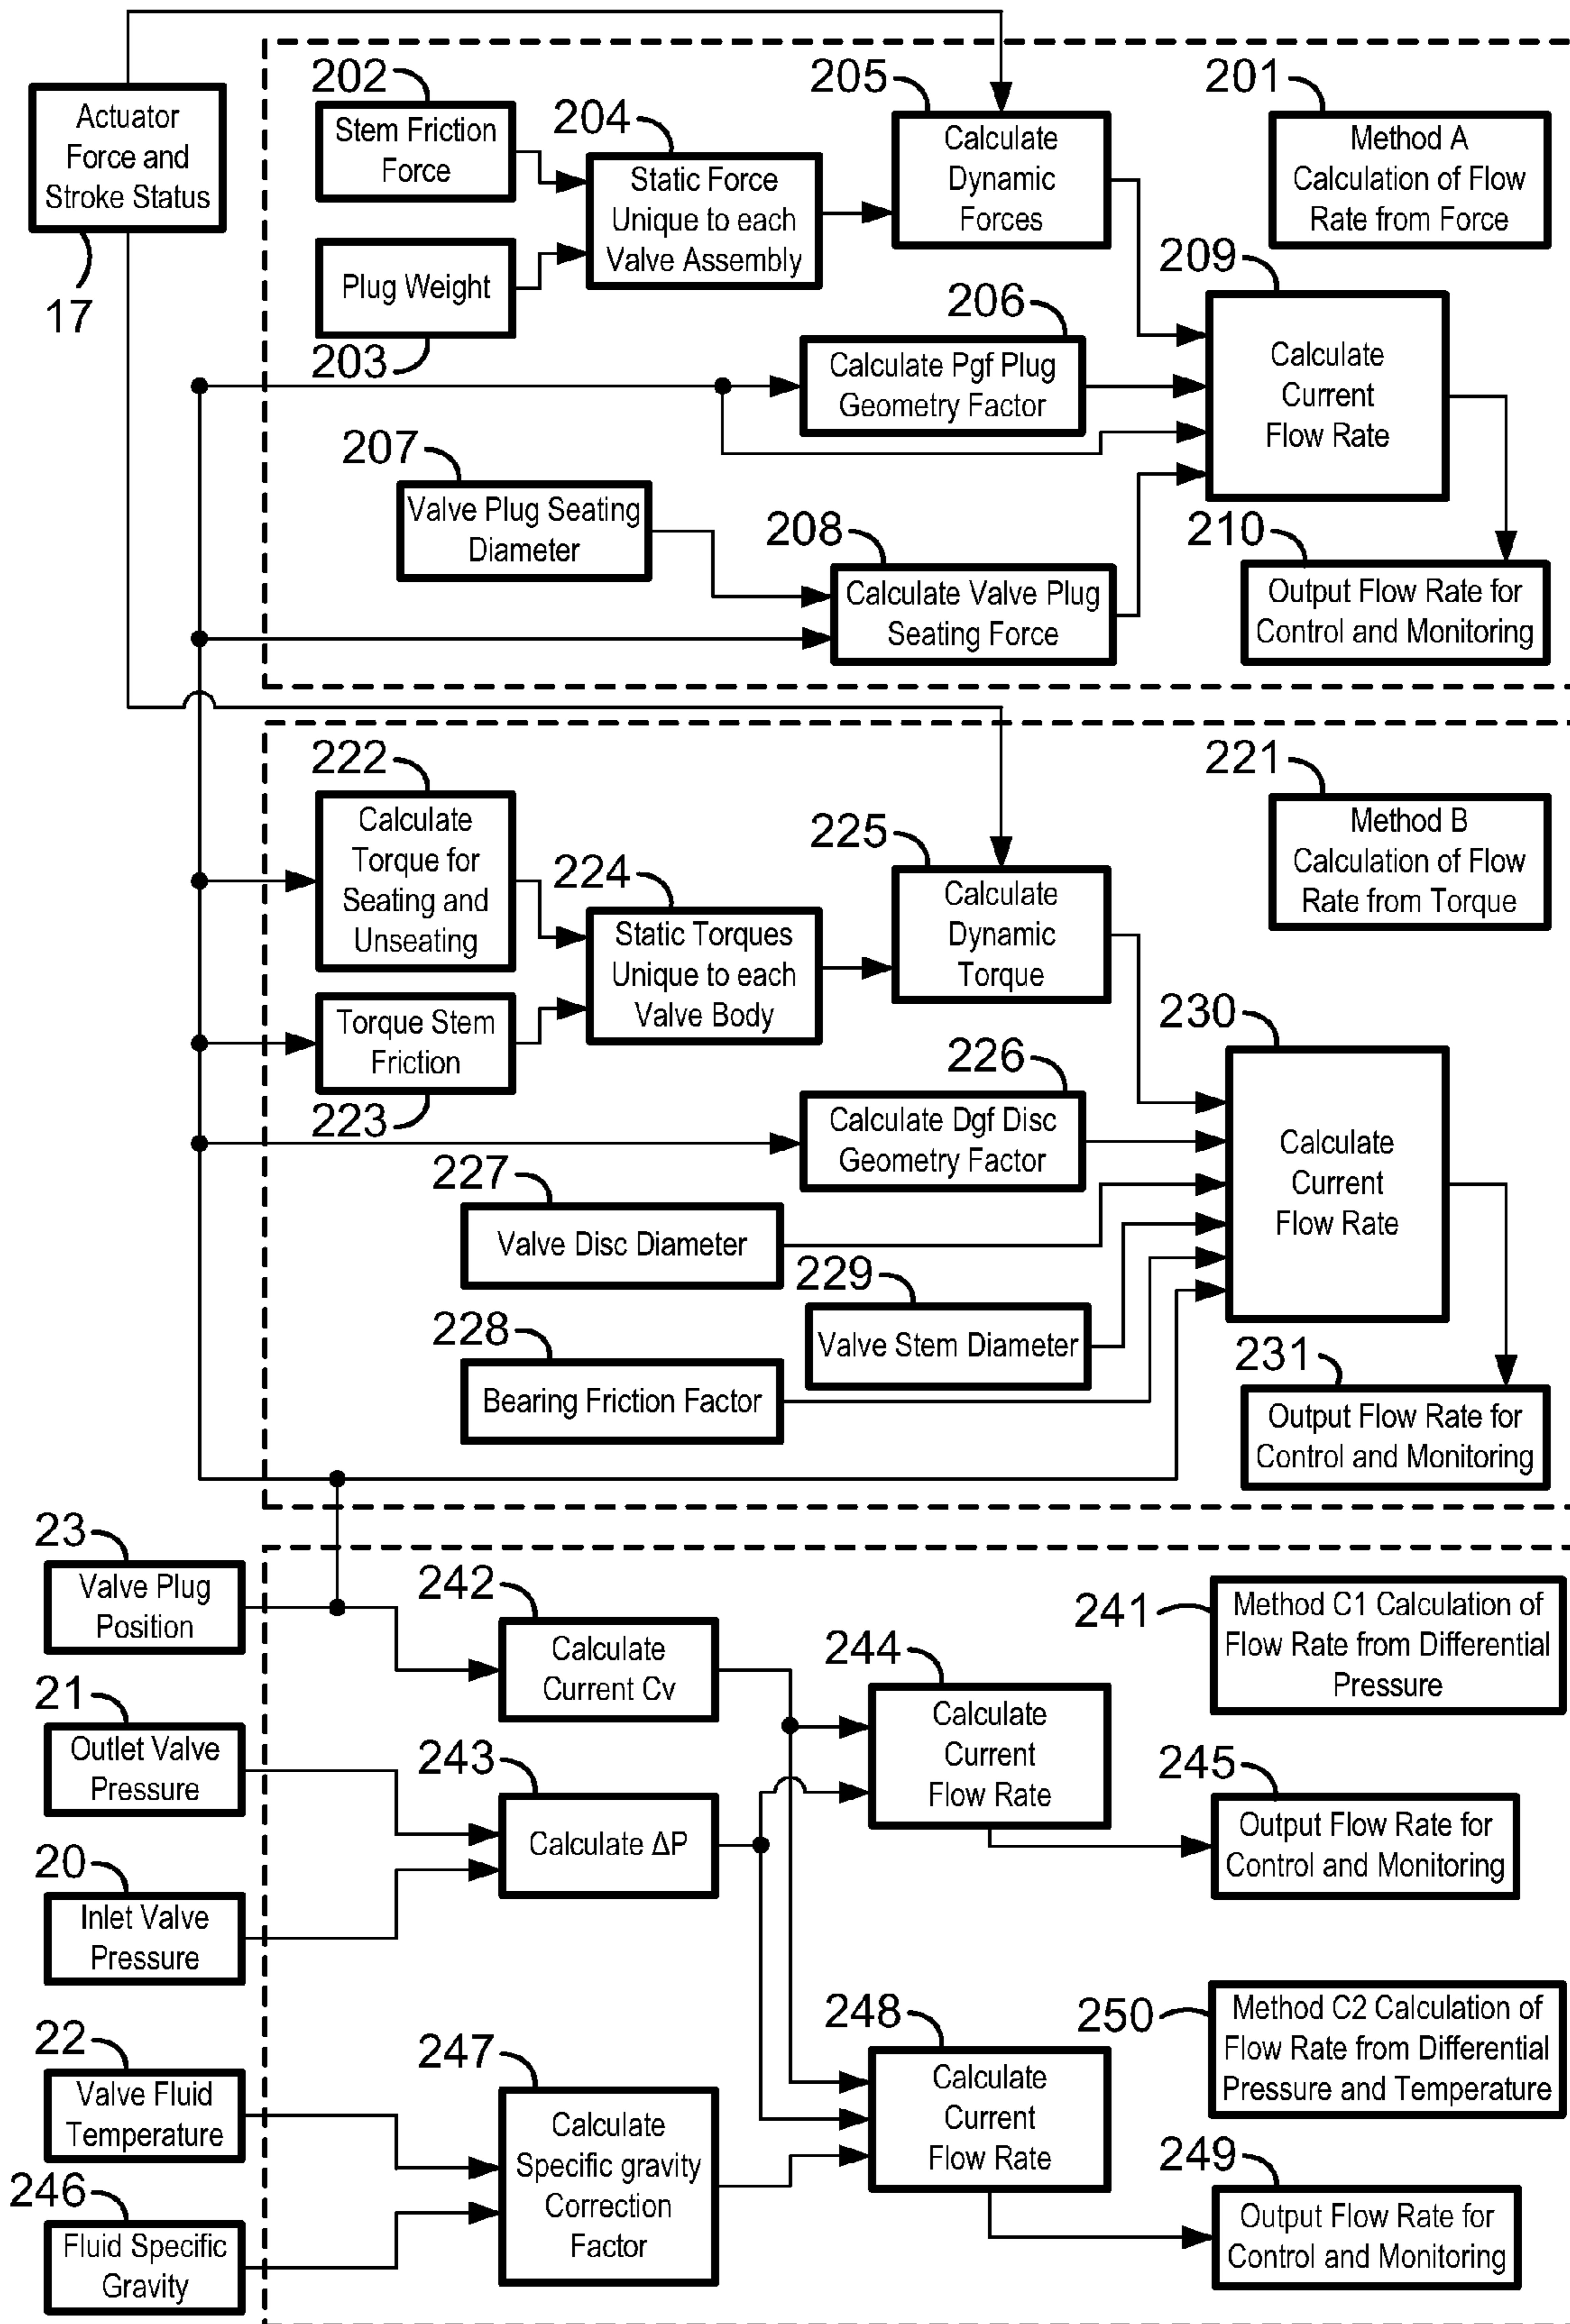 202
205
201
Actuator
Force and
Stroke Status
17
Stem Friction
Force
204
Static Force
Unique to each
Valve Assembly
Calculate
Dynamic
Forces
Method A
Calculation of Flow
Rate from Force
Plug Weight
203
206
209
Calculate Pgf Plug
Geometry Factor
Calculate
Current
Flow Rate
207
Valve Plug Seating
Diameter
208
Calculate Valve Plug
Seating Force
210
Output Flow Rate for
Control and Monitoring
222
221
Calculate
Torque for
Seating and
Unseating
224
225
Static Torques
Unique to each
Valve Body
Calculate
Dynamic
Torque
Method B
Calculation of Flow
Rate from Torque
Torque Stem
Friction
223
226
230
Calculate Dgf Disc
Geometry Factor
Calculate
Current
Flow Rate
227
Valve Disc Diameter
229
Valve Stem Diameter
228
Bearing Friction Factor
231
Output Flow Rate for
Control and Monitoring
23
Valve Plug
Position
242
Calculate
Current Cv
244
Calculate
Current
Flow Rate
241
Method C1 Calculation of
Flow Rate from Differential
Pressure
21
Outlet Valve
Pressure
243
Calculate ΔP
245
Output Flow Rate for
Control and Monitoring
20
Inlet Valve
Pressure
22
Valve Fluid
Temperature
247
Calculate
Specific gravity
Correction
Factor
248
Calculate
Current
Flow Rate
250
Method C2 Calculation of
Flow Rate from Differential
Pressure and Temperature
246
Fluid Specific
Gravity
249
Output Flow Rate for
Control and Monitoring